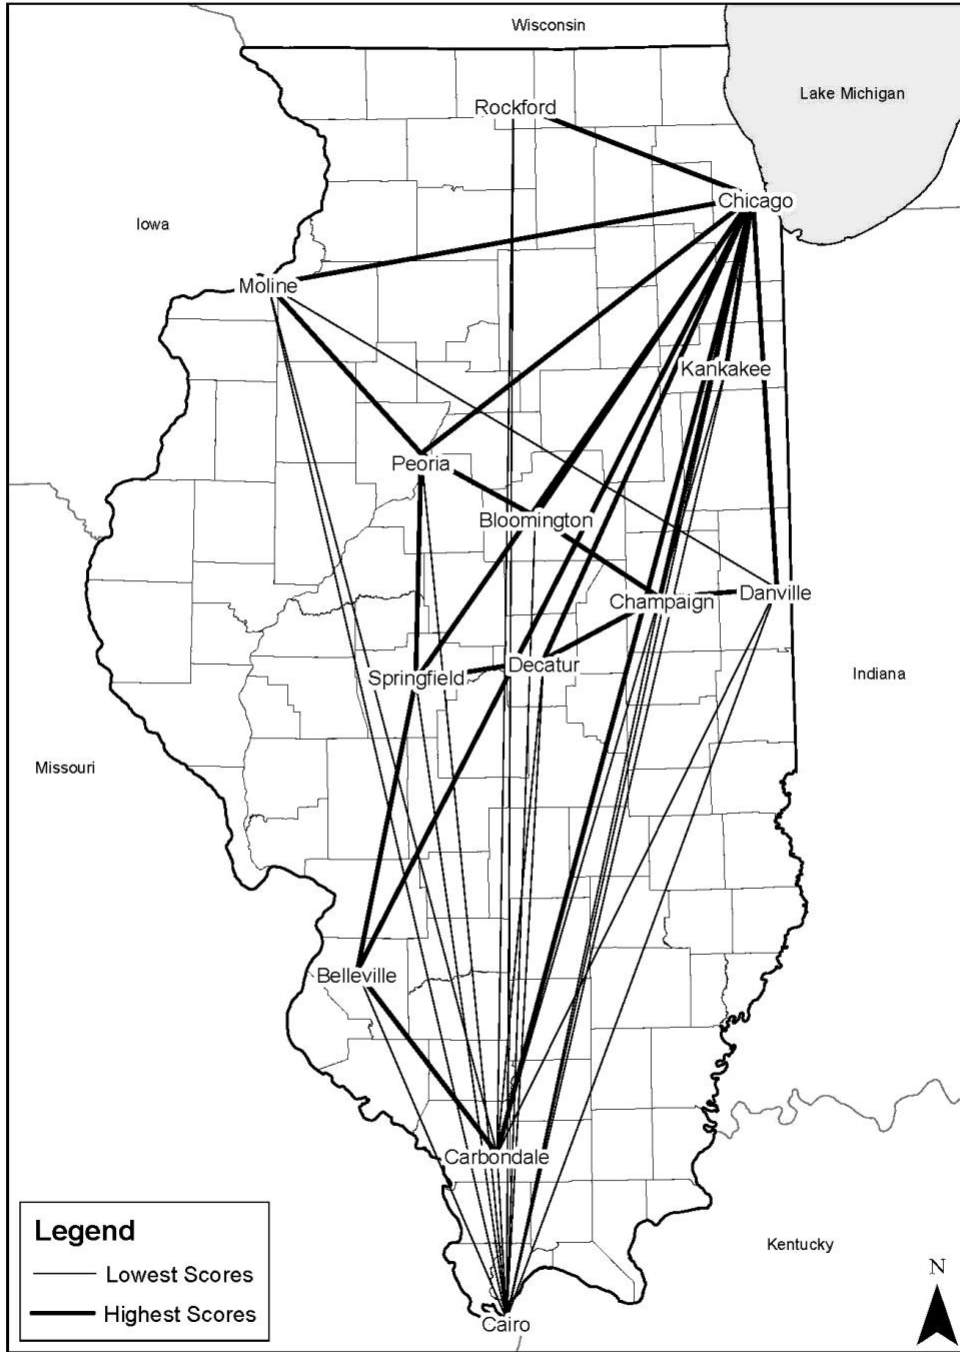 Wisconsin
Lake Michigan
Rockford
Chicago
Iowa
Moline
Kankakee
Peoria
Bloomington
Danville
Champaign
Decatur
Springfield
Indiana
Missouri
Belleville
Carbondale
Legend
Lowest Scores
Highest Scores
Kentucky
N
Cairo